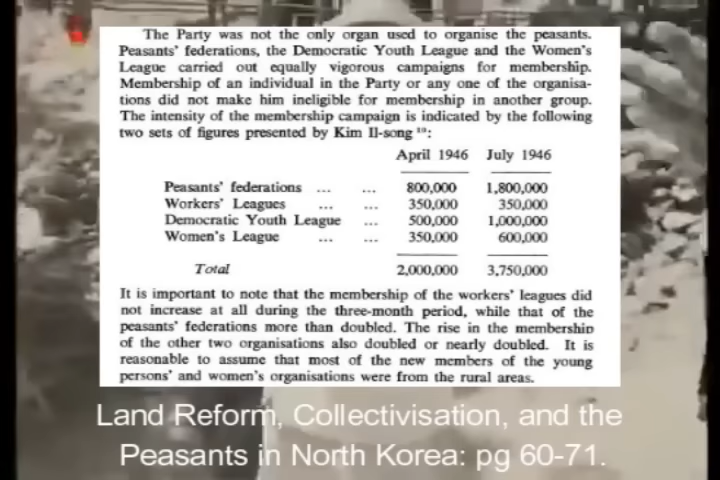 The Party was not the only organ used to organise the peasants.
Peasants' federations, the Democratic Youth League and the Women's
League carried out equally vigorous campaigns for membership.
Membership of an individual in the Party or any one of the organisa-
tions did not make him ineligible for membership in another group.
The intensity of the membership campaign is indicated by the following
two sets of figures presented by Kim Il-song ¹⁹:
April 1946 July 1946
Peasants' federations ... ... 800,000 1,800,000
Workers' Leagues ... ... 350,000 350,000
Democratic Youth League ... 500,000 1,000,000
Women's League ... ... 350,000 600,000
Total 2,000,000 3,750,000
It is important to note that the membership of the workers' leagues did
not increase at all during the three-month period, while that of the
peasants' federations more than doubled. The rise in the membership
of the other two organisations also doubled or nearly doubled. It is
reasonable to assume that most of the new members of the young
persons' and women's organisations were from the rural areas.
Land Reform, Collectivisation, and the
Peasants in North Korea: pg 60-71.